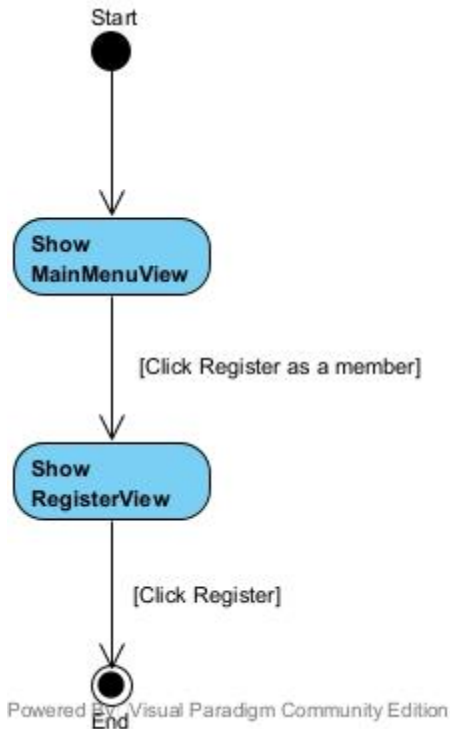 Start
Show
MainMenuView
[Click Register as a member]
Show
RegisterView
[Click Register]
Powered By: Visual Paradigm Community Edition
End